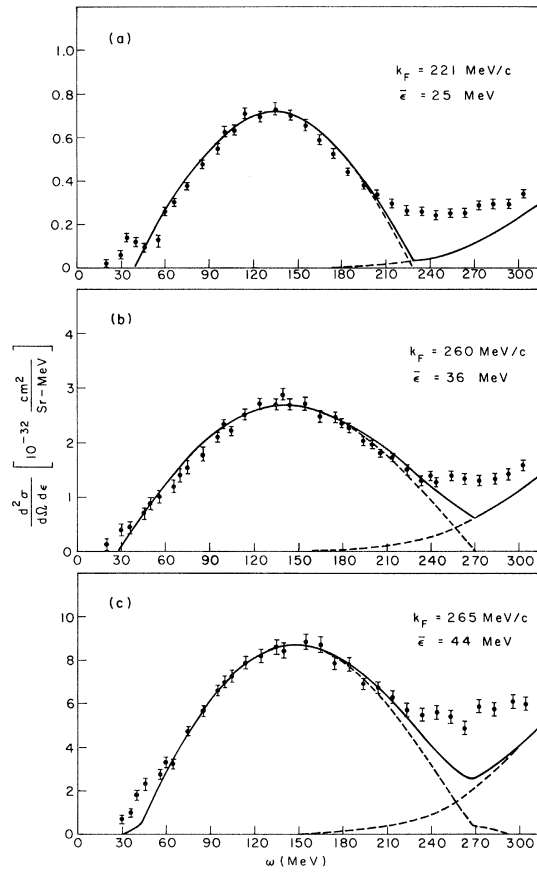 (a)
k_F = 221 MeV/c
ε̄ = 25 MeV
1.0
0.8
0.6
0.4
0.2
0
0 30 60 90 120 150 180 210 240 270 300
(b)
k_F = 260 MeV/c
ε̄ = 36 MeV
4
3
2
1
0
0 30 60 90 120 150 180 210 240 270 300
d²σ/dΩ dε [10⁻³² cm²/Sr-MeV]
(c)
k_F = 265 MeV/c
ε̄ = 44 MeV
10
8
6
4
2
0
0 30 60 90 120 150 180 210 240 270 300
ω (MeV)